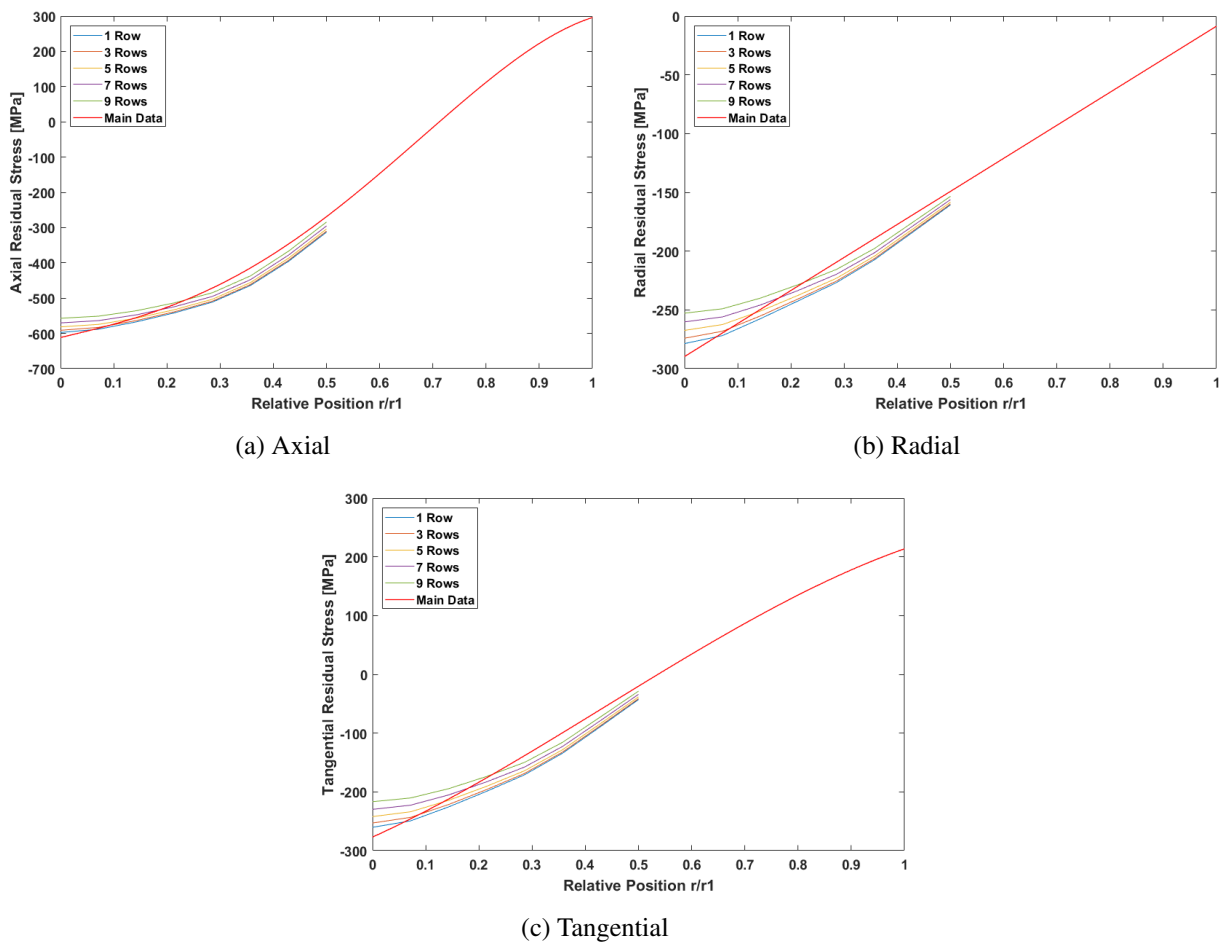 300
200
100
0
-100
-200
-300
-400
-500
-600
-700
Axial Residual Stress [MPa]
1 Row
3 Rows
5 Rows
7 Rows
9 Rows
Main Data
0 0.1 0.2 0.3 0.4 0.5 0.6 0.7 0.8 0.9 1
Relative Position r/r1
(a) Axial
0
-50
-100
-150
-200
-250
-300
Radial Residual Stress [MPa]
1 Row
3 Rows
5 Rows
7 Rows
9 Rows
Main Data
0 0.1 0.2 0.3 0.4 0.5 0.6 0.7 0.8 0.9 1
Relative Position r/r1
(b) Radial
300
200
100
0
-100
-200
-300
Tangential Residual Stress [MPa]
1 Row
3 Rows
5 Rows
7 Rows
9 Rows
Main Data
0 0.1 0.2 0.3 0.4 0.5 0.6 0.7 0.8 0.9 1
Relative Position r/r1
(c) Tangential